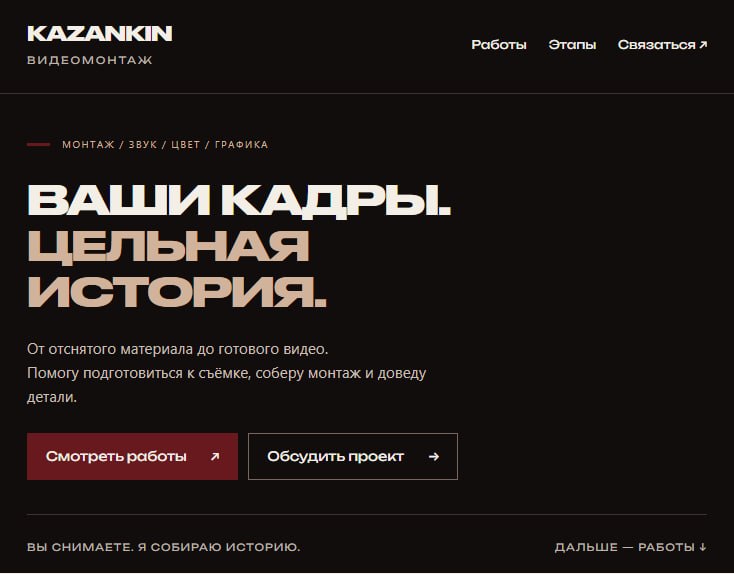 KAZANKIN
ВИДЕОМОНТАЖ
Работы Этапы Связаться ↗
МОНТАЖ / ЗВУК / ЦВЕТ / ГРАФИКА
ВАШИ КАДРЫ.
ЦЕЛЬНАЯ
ИСТОРИЯ.
От отснятого материала до готового видео.
Помогу подготовиться к съёмке, соберу монтаж и доведу
детали.
Смотреть работы ↗ Обсудить проект →
ВЫ СНИМАЕТЕ. Я СОБИРАЮ ИСТОРИЮ. ДАЛЬШЕ — РАБОТЫ ↓